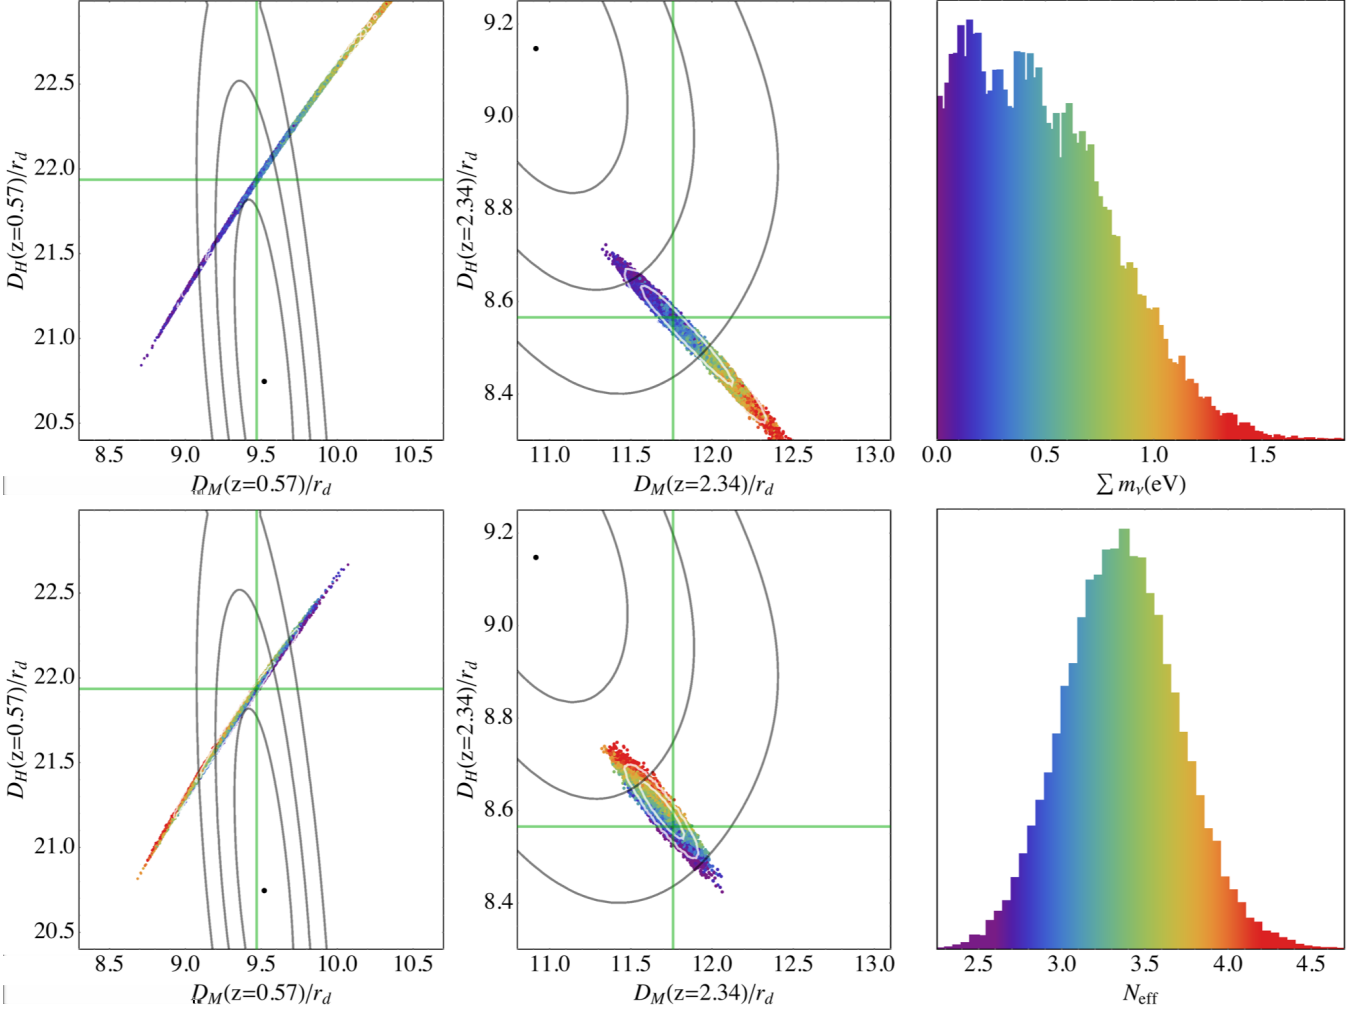 22.5
22.0
21.5
21.0
20.5
D_H(z=0.57)/r_d
8.5 9.0 9.5 10.0 10.5
D_M(z=0.57)/r_d
9.2
9.0
8.8
8.6
8.4
D_H(z=2.34)/r_d
11.0 11.5 12.0 12.5 13.0
D_M(z=2.34)/r_d
0.0 0.5 1.0 1.5
∑ m_ν(eV)
22.5
22.0
21.5
21.0
20.5
D_H(z=0.57)/r_d
8.5 9.0 9.5 10.0 10.5
D_M(z=0.57)/r_d
9.2
9.0
8.8
8.6
8.4
D_H(z=2.34)/r_d
11.0 11.5 12.0 12.5 13.0
D_M(z=2.34)/r_d
2.5 3.0 3.5 4.0 4.5
N_eff